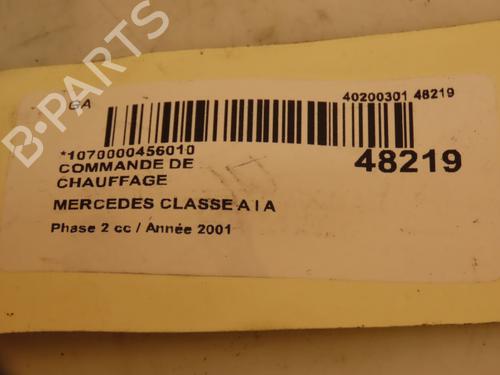 GA
40200301 48219
*1070000456010
48219
COMMANDE DE
CHAUFFAGE
MERCEDES CLASSE A I A
Phase 2 cc / Année 2001
B-PARTS